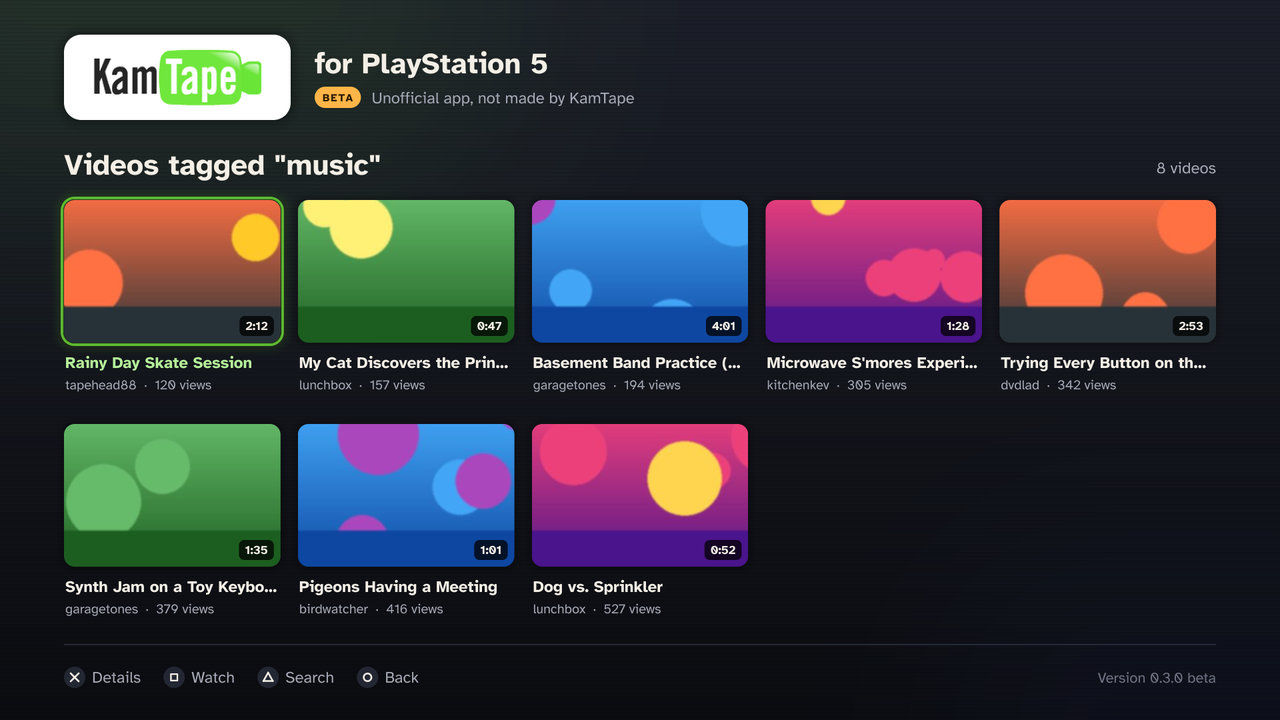 KamTape
for PlayStation 5
BETA Unofficial app, not made by KamTape
Videos tagged "music"
8 videos
2:12
0:47
4:01
1:28
2:53
Rainy Day Skate Session
tapehead88 · 120 views
My Cat Discovers the Prin...
lunchbox · 157 views
Basement Band Practice (...
garagetones · 194 views
Microwave S'mores Experi...
kitchenkev · 305 views
Trying Every Button on th...
dvdlad · 342 views
1:35
1:01
0:52
Synth Jam on a Toy Keybo...
garagetones · 379 views
Pigeons Having a Meeting
birdwatcher · 416 views
Dog vs. Sprinkler
lunchbox · 527 views
Details Watch Search Back
Version 0.3.0 beta